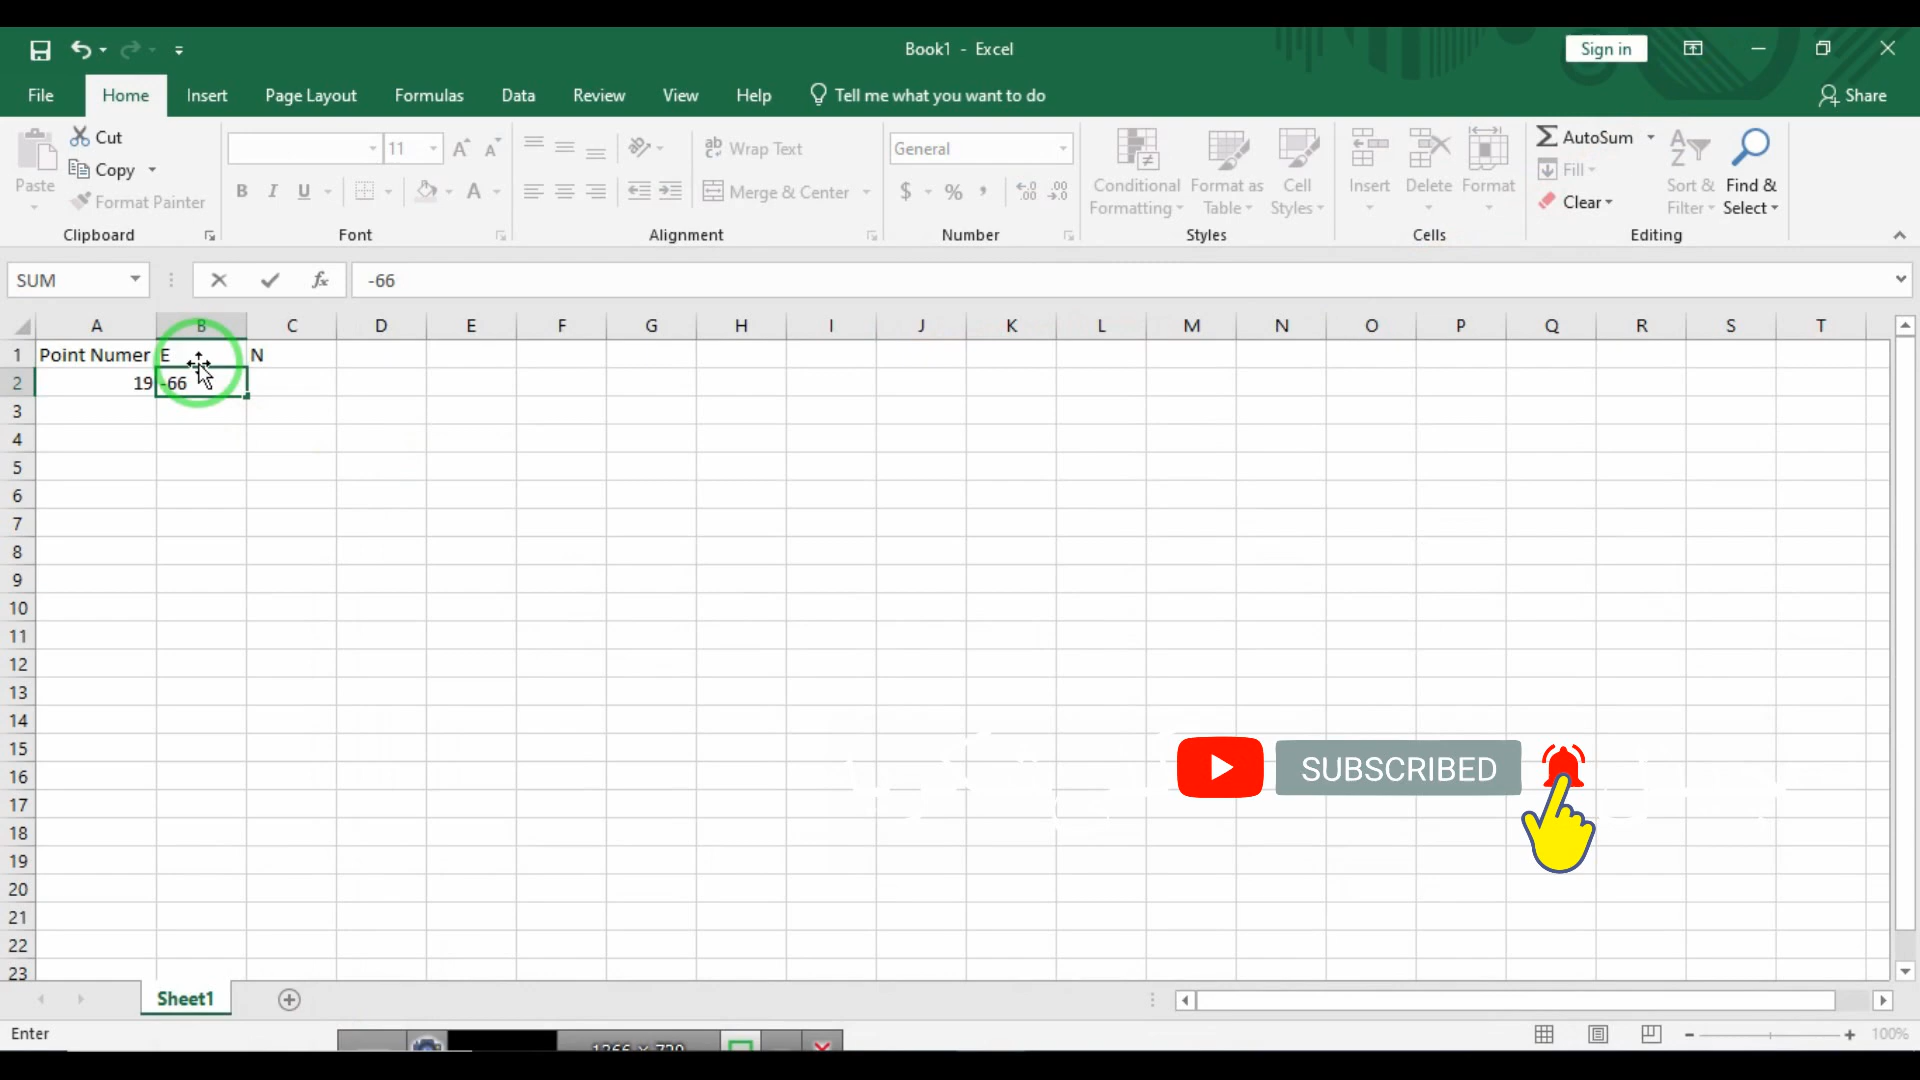 Book1 - Excel
Sign in
File Home Insert Page Layout Formulas Data Review View Help Tell me what you want to do Share
Paste
Cut
Copy
Format Painter
Clipboard
11
B I U A
Font
ab Wrap Text
Merge & Center
Alignment
General
$ % ,
Number
Conditional Formatting
Format as Table
Cell Styles
Styles
Insert Delete Format
Cells
AutoSum
Fill
Clear
Sort & Filter
Find & Select
Editing
SUM fx -66
A B C D E F G H I J K L M N O P Q R S T
1 Point Numer E N
2 19 -66
3
4
5
6
7
8
9
10
11
12
13
14
15
16
17
18
19
20
21
22
23
SUBSCRIBED
Sheet1
Enter
100%